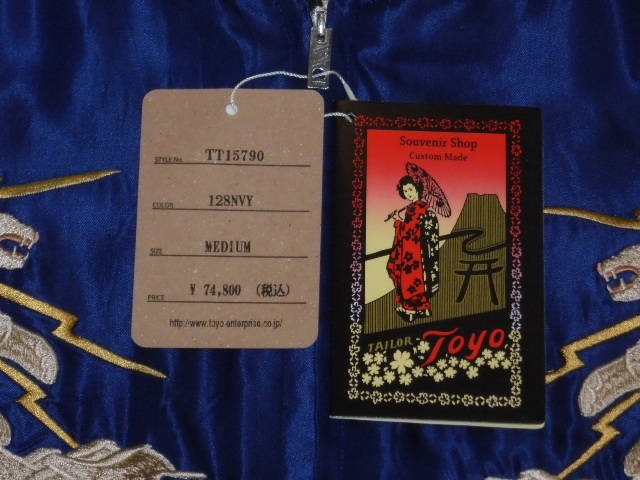 STYLE No. TT15790
COLOR 128NVY
SIZE MEDIUM
PRICE ¥ 74,800 (税込)
http://www.toyo-enterprise.co.jp/
Souvenir Shop
Custom Made
TAILOR Toyo